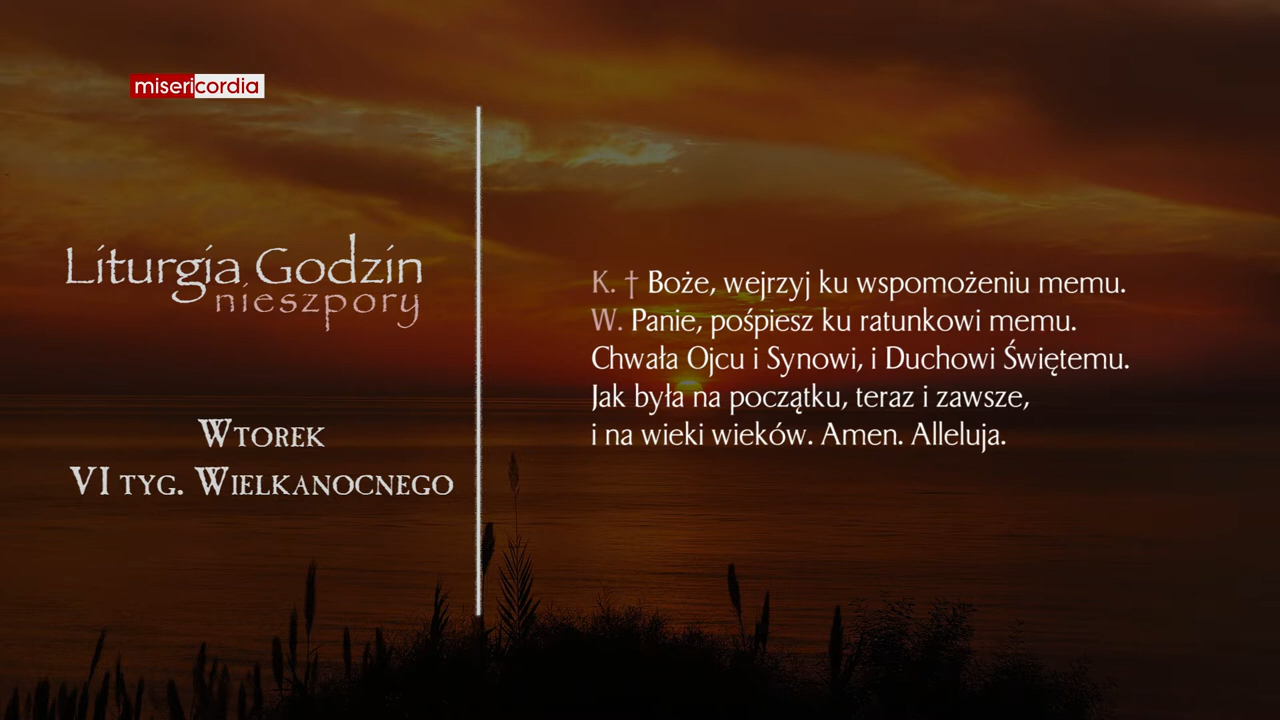 misericordia
Liturgia Godzin
nieszpory
Wtorek
VI tyg. Wielkanocnego
K. † Boże, wejrzyj ku wspomożeniu memu.
W. Panie, pośpiesz ku ratunkowi memu.
Chwała Ojcu i Synowi, i Duchowi Świętemu.
Jak była na początku, teraz i zawsze,
i na wieki wieków. Amen. Alleluja.